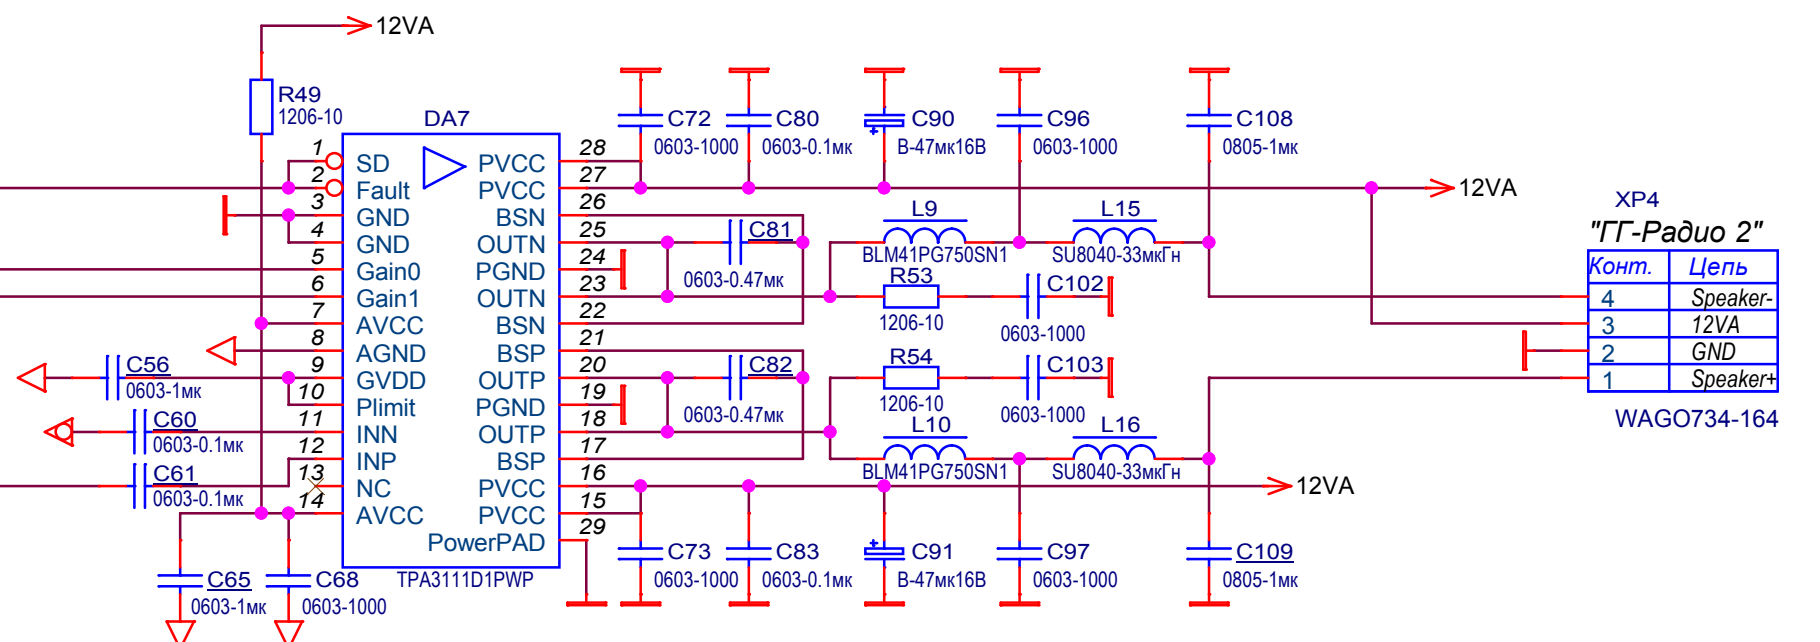 12VA
R49
1206-10
DA7
1 SD
2 Fault
3 GND
4 GND
5 Gain0
6 Gain1
7 AVCC
8 AGND
9 GVDD
10 Plimit
11 INN
12 INP
13 NC
14 AVCC
PVCC 28
PVCC 27
BSN 26
OUTN 25
PGND 24
OUTN 23
BSN 22
BSP 21
OUTP 20
PGND 19
OUTP 18
BSP 17
PVCC 16
PVCC 15
PowerPAD 29
TPA3111D1PWP
C56
0603-1мк
C60
0603-0.1мк
C61
0603-0.1мк
C65
0603-1мк
C68
0603-1000
C72
0603-1000
C80
0603-0.1мк
C90
B-47мк16В
C96
0603-1000
C108
0805-1мк
12VA
C81
0603-0.47мк
L9
BLM41PG750SN1
L15
SU8040-33мкГн
R53
1206-10
C102
0603-1000
C82
0603-0.47мк
R54
1206-10
C103
0603-1000
L10
BLM41PG750SN1
L16
SU8040-33мкГн
12VA
C73
0603-1000
C83
0603-0.1мк
C91
B-47мк16В
C97
0603-1000
C109
0805-1мк
XP4
"ГГ-Радио 2"
Конт. Цепь
4 Speaker-
3 12VA
2 GND
1 Speaker+
WAGO734-164